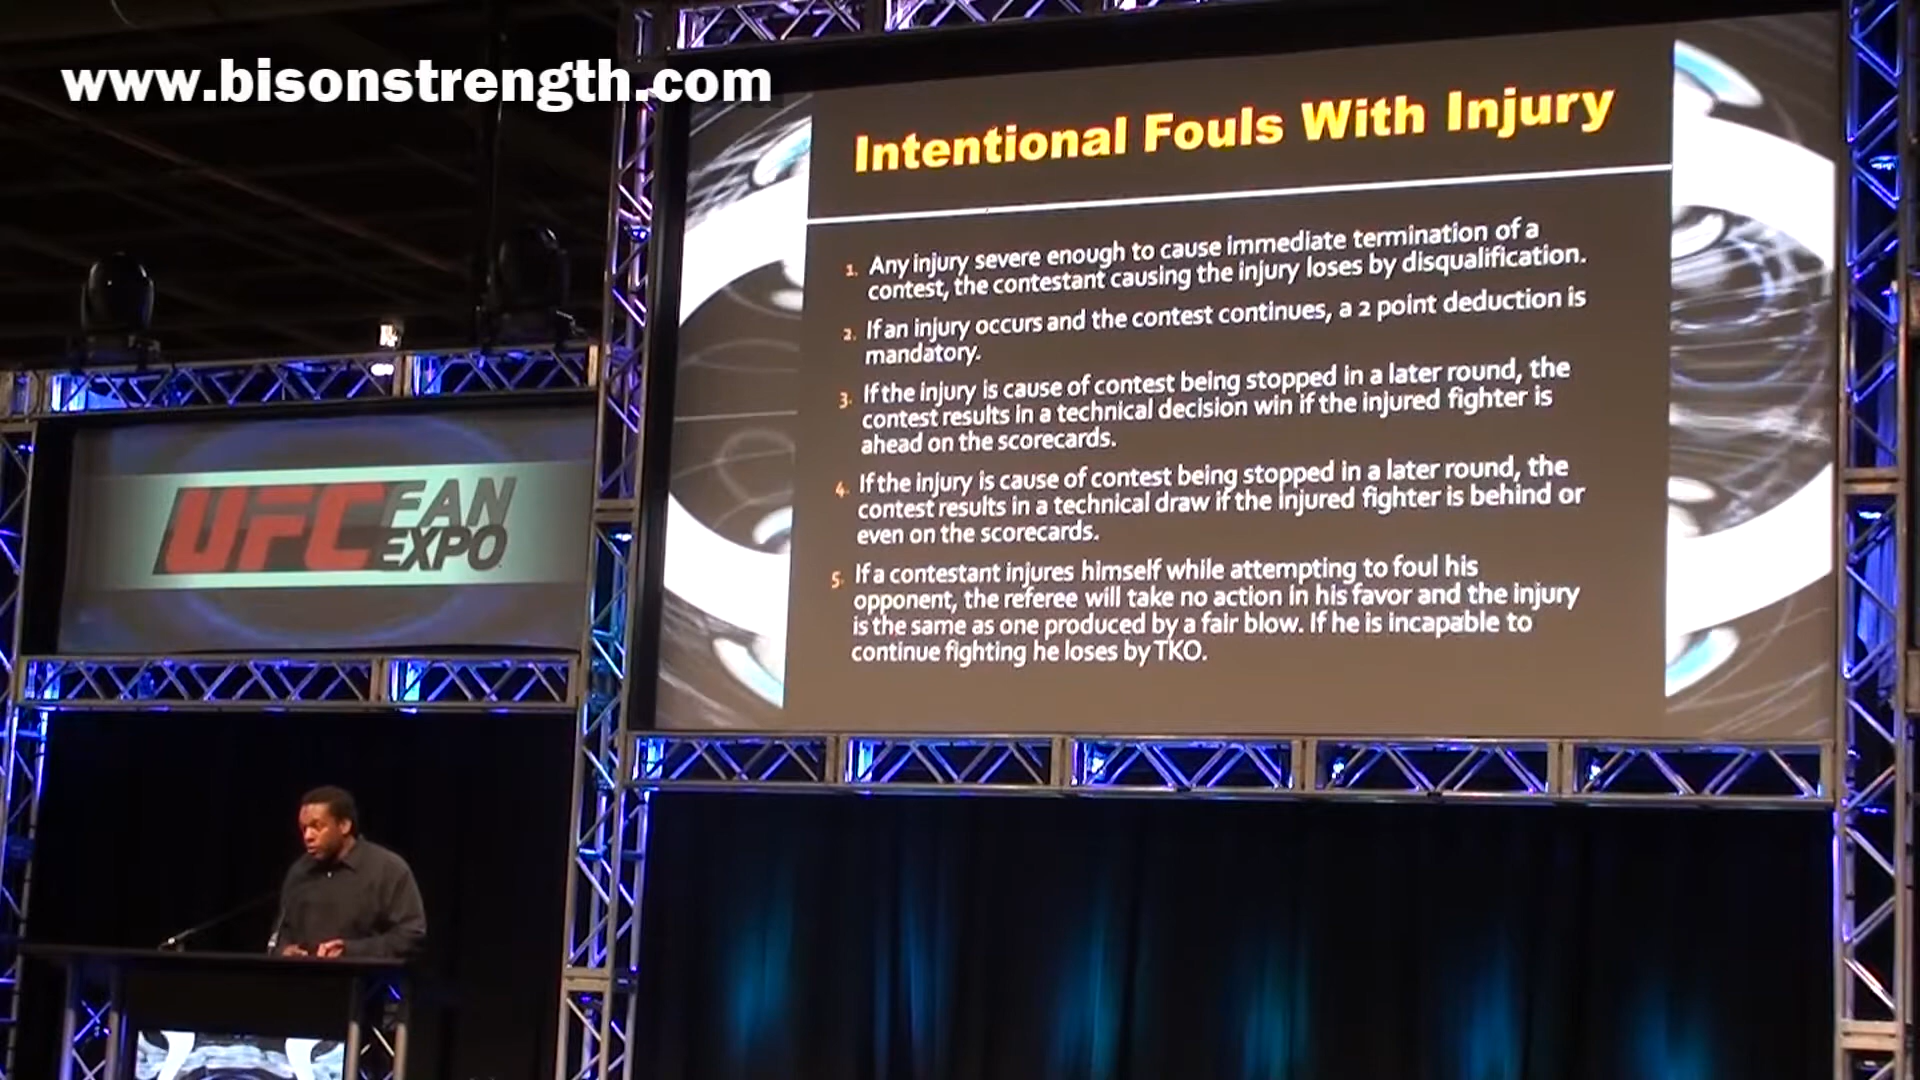 www.bisonstrength.com
Intentional Fouls With Injury
1. Any injury severe enough to cause immediate termination of a
contest, the contestant causing the injury loses by disqualification.
2. If an injury occurs and the contest continues, a 2 point deduction is
mandatory.
3. If the injury is cause of contest being stopped in a later round, the
contest results in a technical decision win if the injured fighter is
ahead on the scorecards.
4. If the injury is cause of contest being stopped in a later round, the
contest results in a technical draw if the injured fighter is behind or
even on the scorecards.
5. If a contestant injures himself while attempting to foul his
opponent, the referee will take no action in his favor and the injury
is the same as one produced by a fair blow. If he is incapable to
continue fighting he loses by TKO.
UFC FAN
EXPO